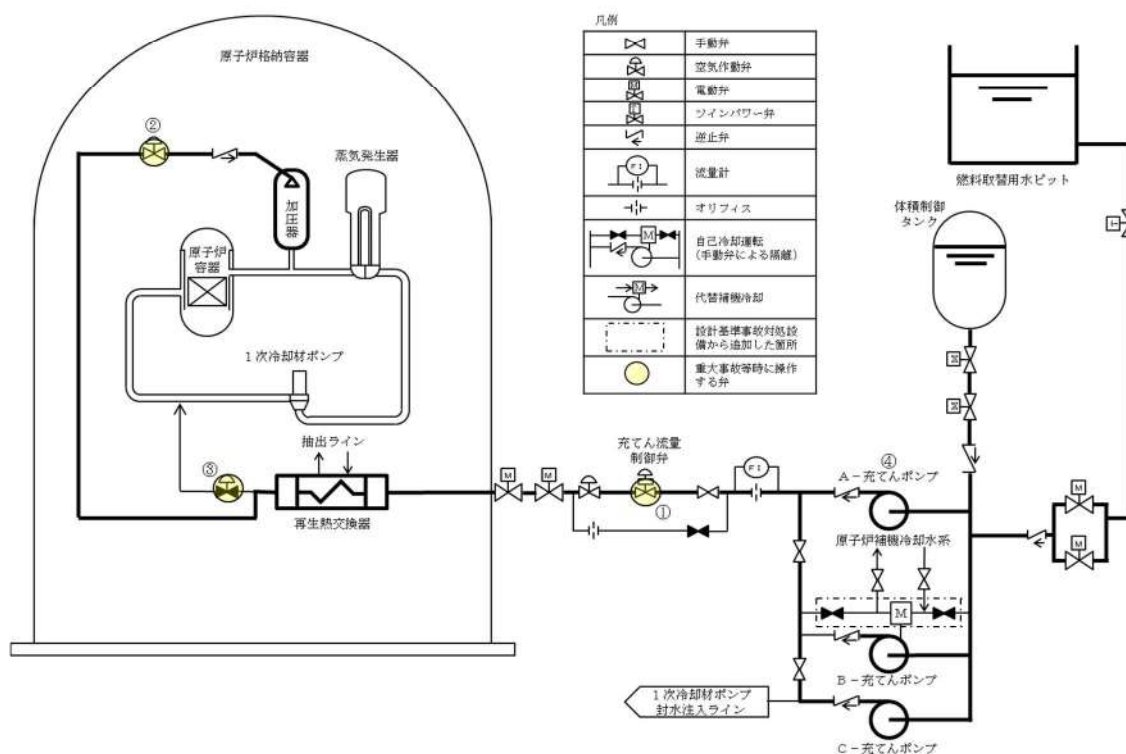 凡例
手動弁
空気作動弁
M
電動弁
ツインパワー弁
逆止弁
FI
流量計
オリフィス
M
自己冷却運転
(手動弁による隔離)
M
代替補機冷却
設計基準事故対処設
備から追加した箇所
重大事故等時に操作
する弁
原子炉格納容器
②
加圧器
蒸気発生器
原子炉
容器
1次冷却材ポンプ
抽出ライン
③
再生熱交換器
M
M
充てん流量
制御弁
①
FI
燃料取替用水ピット
体積制御
タンク
M
M
④
A-充てんポンプ
原子炉補機冷却水系
M
B-充てんポンプ
1次冷却材ポンプ
封水注入ライン
C-充てんポンプ
M
M